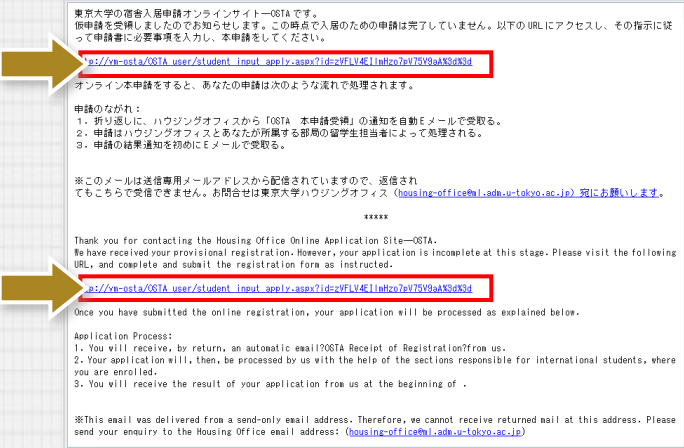 東京大学の宿舎入居申請オンラインサイト―OSTA です。
仮申請を受領しましたのでお知らせします。この時点で入居のための申請は完了していません。以下の URL にアクセスし、その指示に従
って申請書に必要事項を入力し、本申請をしてください。
p://vm-osta/OSTA_user/student_input_apply.aspx?id=zVFLV4EIlmHzo7pV75V9aA%3d%3d
オンライン本申請をすると、あなたの申請は次のような流れで処理されます。
申請のながれ：
1．折り返しに、ハウジングオフィスから「OSTA　本申請受領」の通知を自動Eメールで受取る。
2．申請はハウジングオフィスとあなたが所属する部局の留学生担当者によって処理される。
3．申請の結果通知を初めにEメールで受取る。
※このメールは送信専用メールアドレスから配信されていますので、返信され
てもこちらで受信できません。お問合せは東京大学ハウジングオフィス（housing-office@ml.adm.u-tokyo.ac.jp）宛にお願いします。
*****
Thank you for contacting the Housing Office Online Application Site―OSTA.
We have received your provisional registration. However, your application is incomplete at this stage. Please visit the following
URL, and complete and submit the registration form as instructed.
p://vm-osta/OSTA_user/student_input_apply.aspx?id=zVFLV4EIlmHzo7pV75V9aA%3d%3d
Once you have submitted the online registration, your application will be processed as explained below.
Application Process:
1. You will receive, by return, an automatic email?OSTA Receipt of Registration?from us.
2. Your application will, then, be processed by us with the help of the sections responsible for international students, where
you are enrolled.
3. You will receive the result of your application from us at the beginning of .
※This email was delivered from a send-only email address. Therefore, we cannot receive returned mail at this address. Please
send your enquiry to the Housing Office email address: (housing-office@ml.adm.u-tokyo.ac.jp)